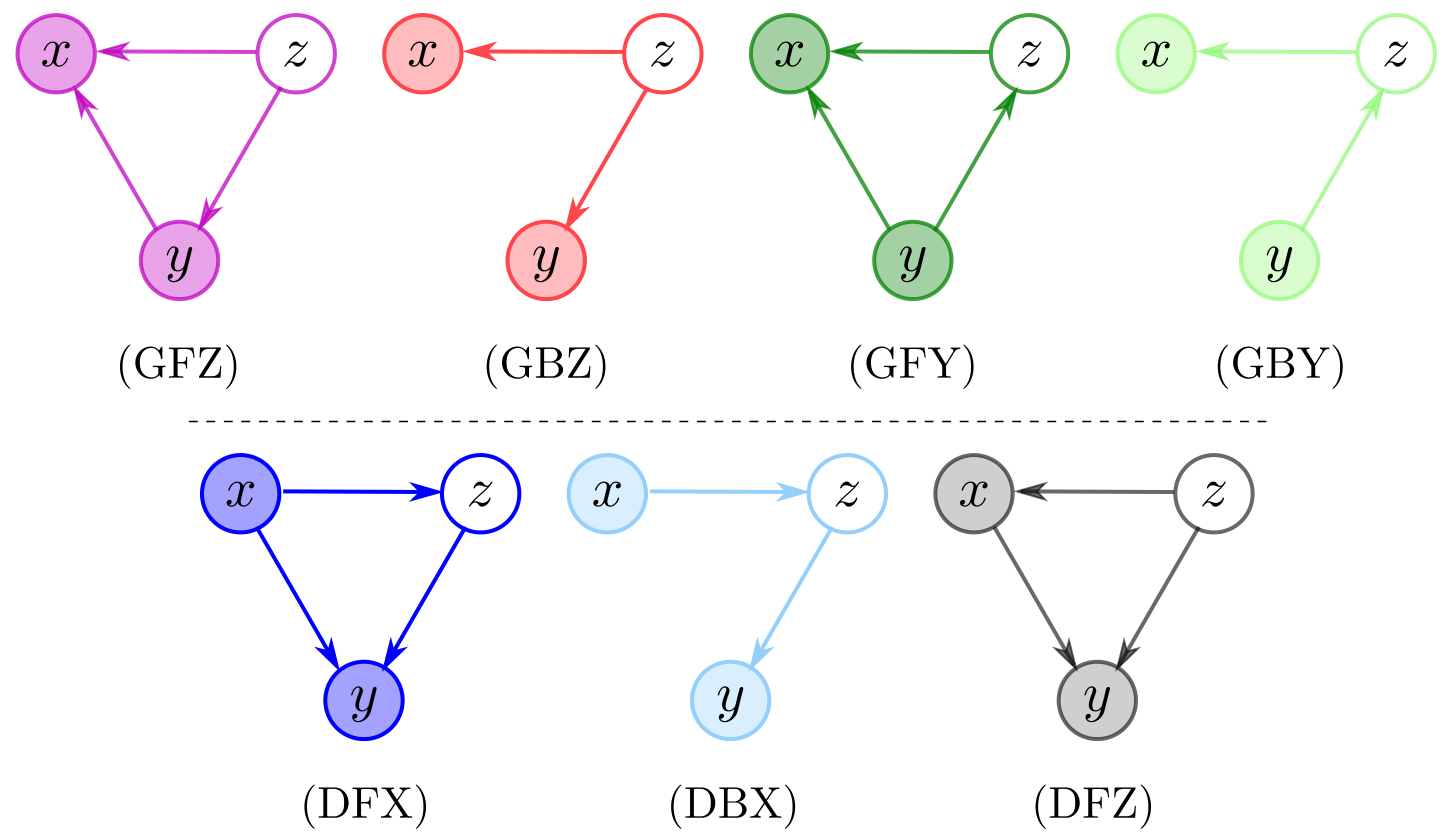 x z x z x z x z
y y y y
(GFZ) (GBZ) (GFY) (GBY)
x z x z x z
y y y
(DFX) (DBX) (DFZ)